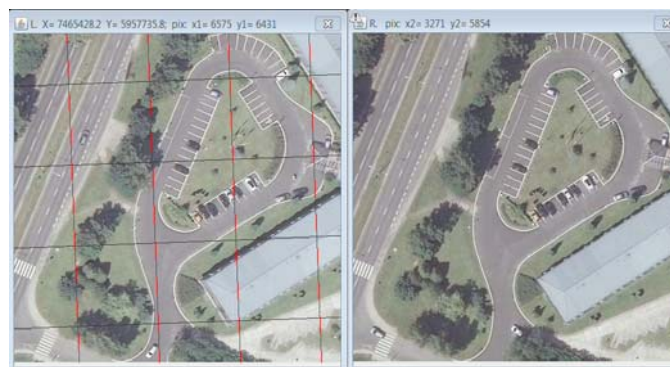 L. X= 7465428.2 Y= 5957735.8; pix: x1= 6575 y1= 6431
R. pix: x2= 3271 y2= 5854